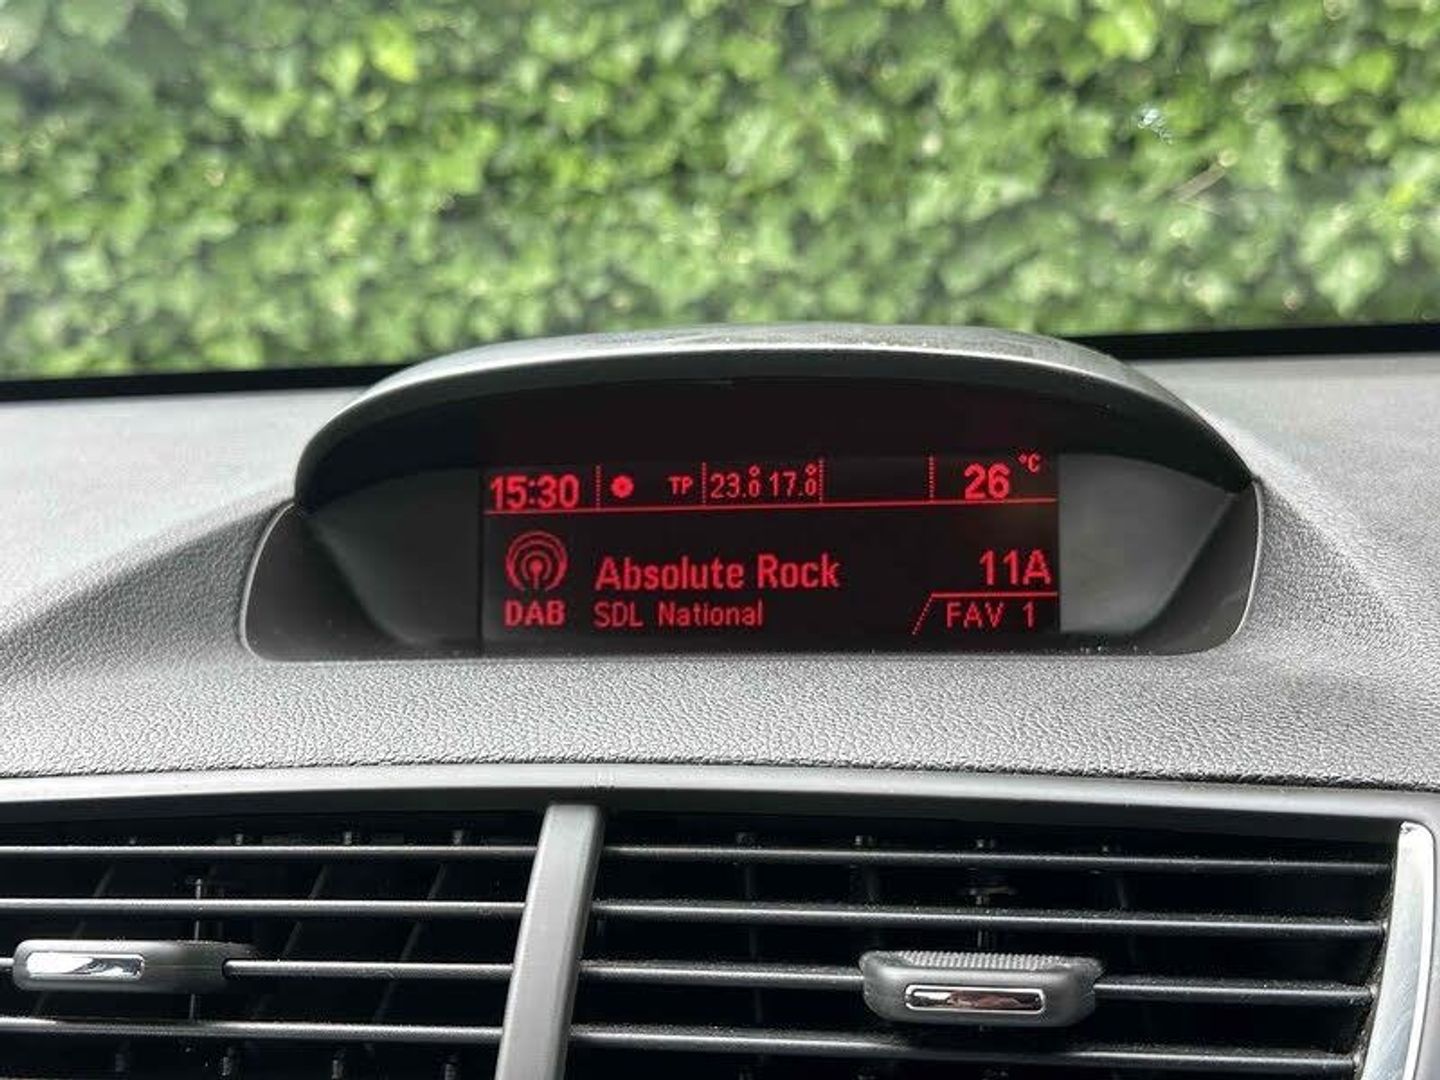 15:30 TP 23.0° 17.0° 26 °C
Absolute Rock 11A
DAB SDL National FAV 1